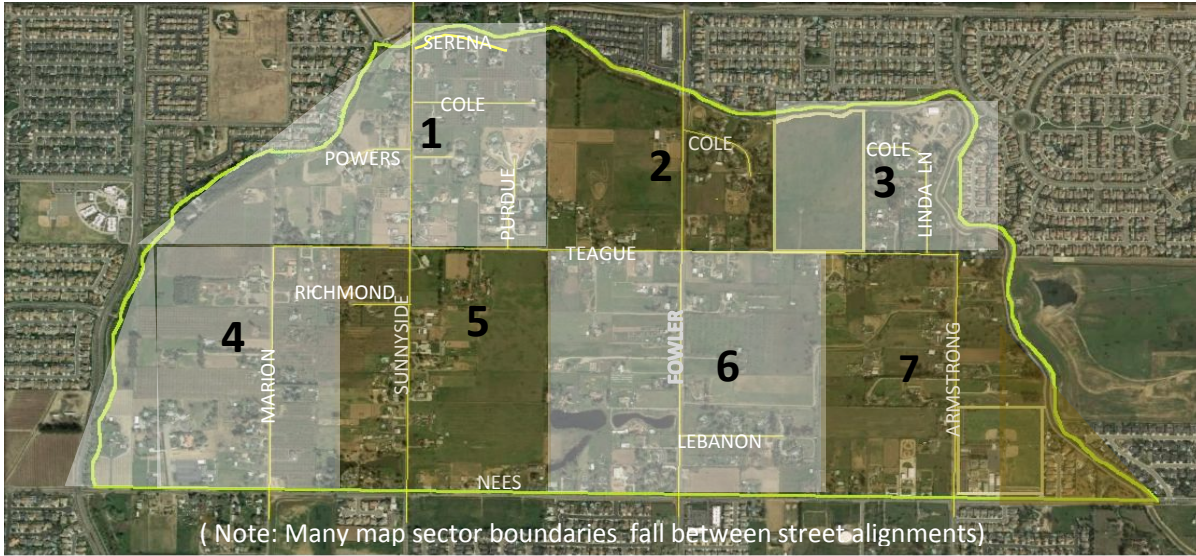 SERENA
COLE
1
POWERS
PURDUE
2
COLE
COLE
3
LINDA LN
TEAGUE
RICHMOND
SUNNYSIDE
5
4
MARION
FOWLER
6
7
ARMSTRONG
LEBANON
NEES
( Note: Many map sector boundaries fall between street alignments)